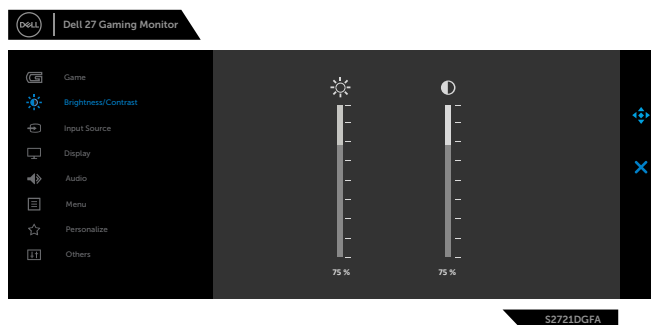 DELL
Dell 27 Gaming Monitor
Game
Brightness/Contrast
Input Source
Display
Audio
Menu
Personalize
Others
75 %
75 %
S2721DGFA